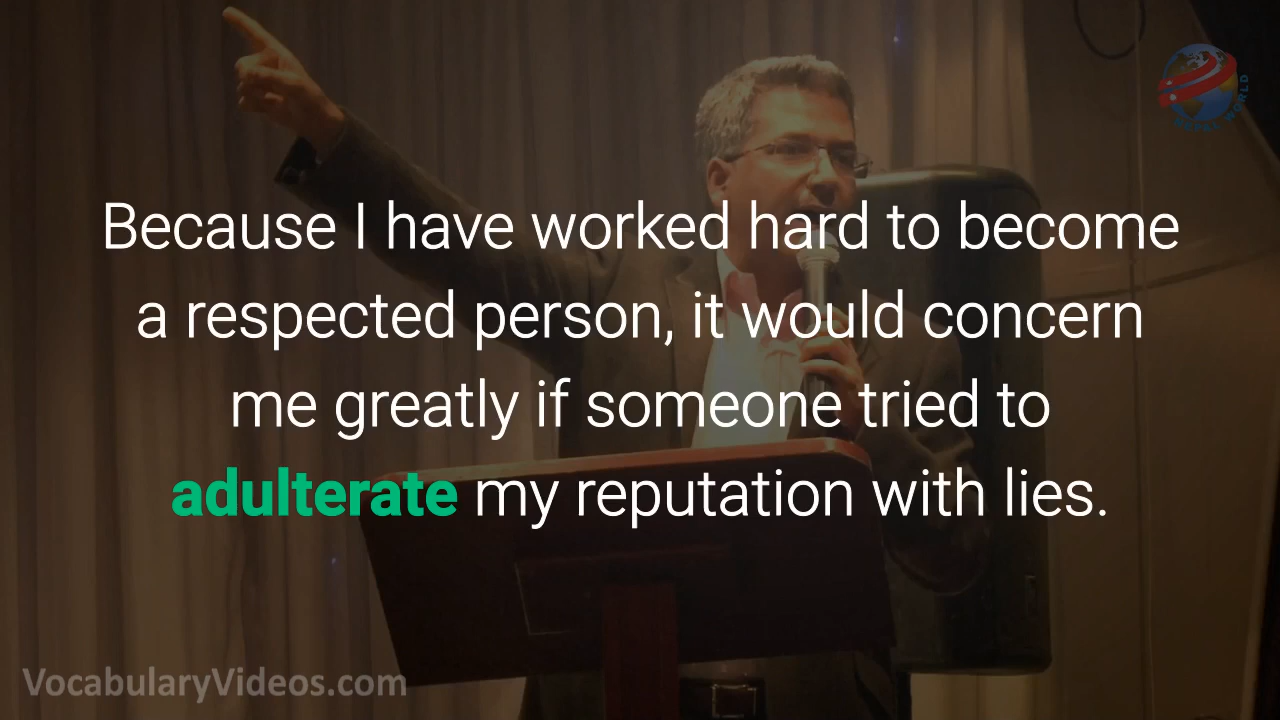 Because I have worked hard to become
a respected person, it would concern
me greatly if someone tried to
adulterate my reputation with lies.
VocabularyVideos.com